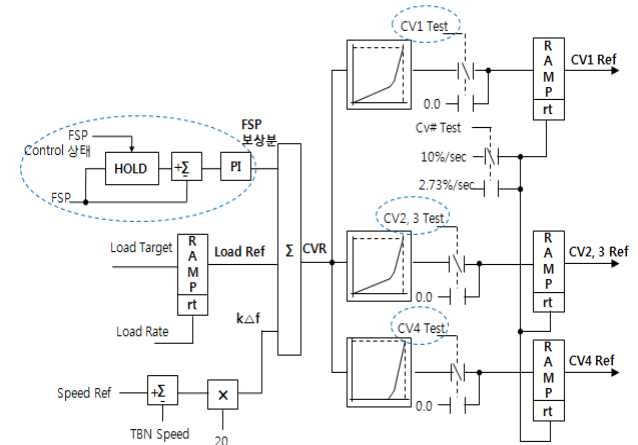 CV1 Test
R
A
M
P
rt
CV1 Ref
0.0
FSP
Control 상태
HOLD
+Σ
-
PI
FSP
보상분
FSP
Cv# Test
10%/sec
2.73%/sec
Load Target
R
A
M
P
rt
Load Ref
Load Rate
Σ
CVR
k△f
CV2, 3 Test
0.0
R
A
M
P
rt
CV2, 3 Ref
CV4 Test
0.0
R
A
M
P
rt
CV4 Ref
Speed Ref
+Σ
-
×
TBN Speed
20